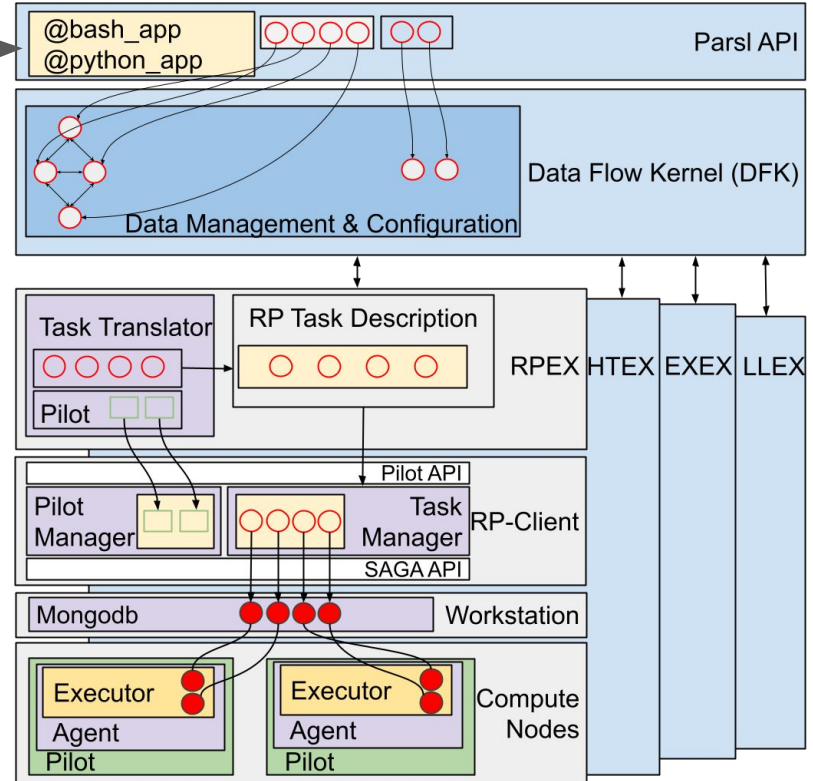 @bash_app
@python_app
Parsl API
Data Flow Kernel (DFK)
Data Management & Configuration
Task Translator
RP Task Description
Pilot
RPEX
HTEX
EXEX
LLEX
Pilot API
Pilot
Manager
Task
Manager
RP-Client
SAGA API
Mongodb
Workstation
Executor
Agent
Pilot
Executor
Agent
Pilot
Compute
Nodes